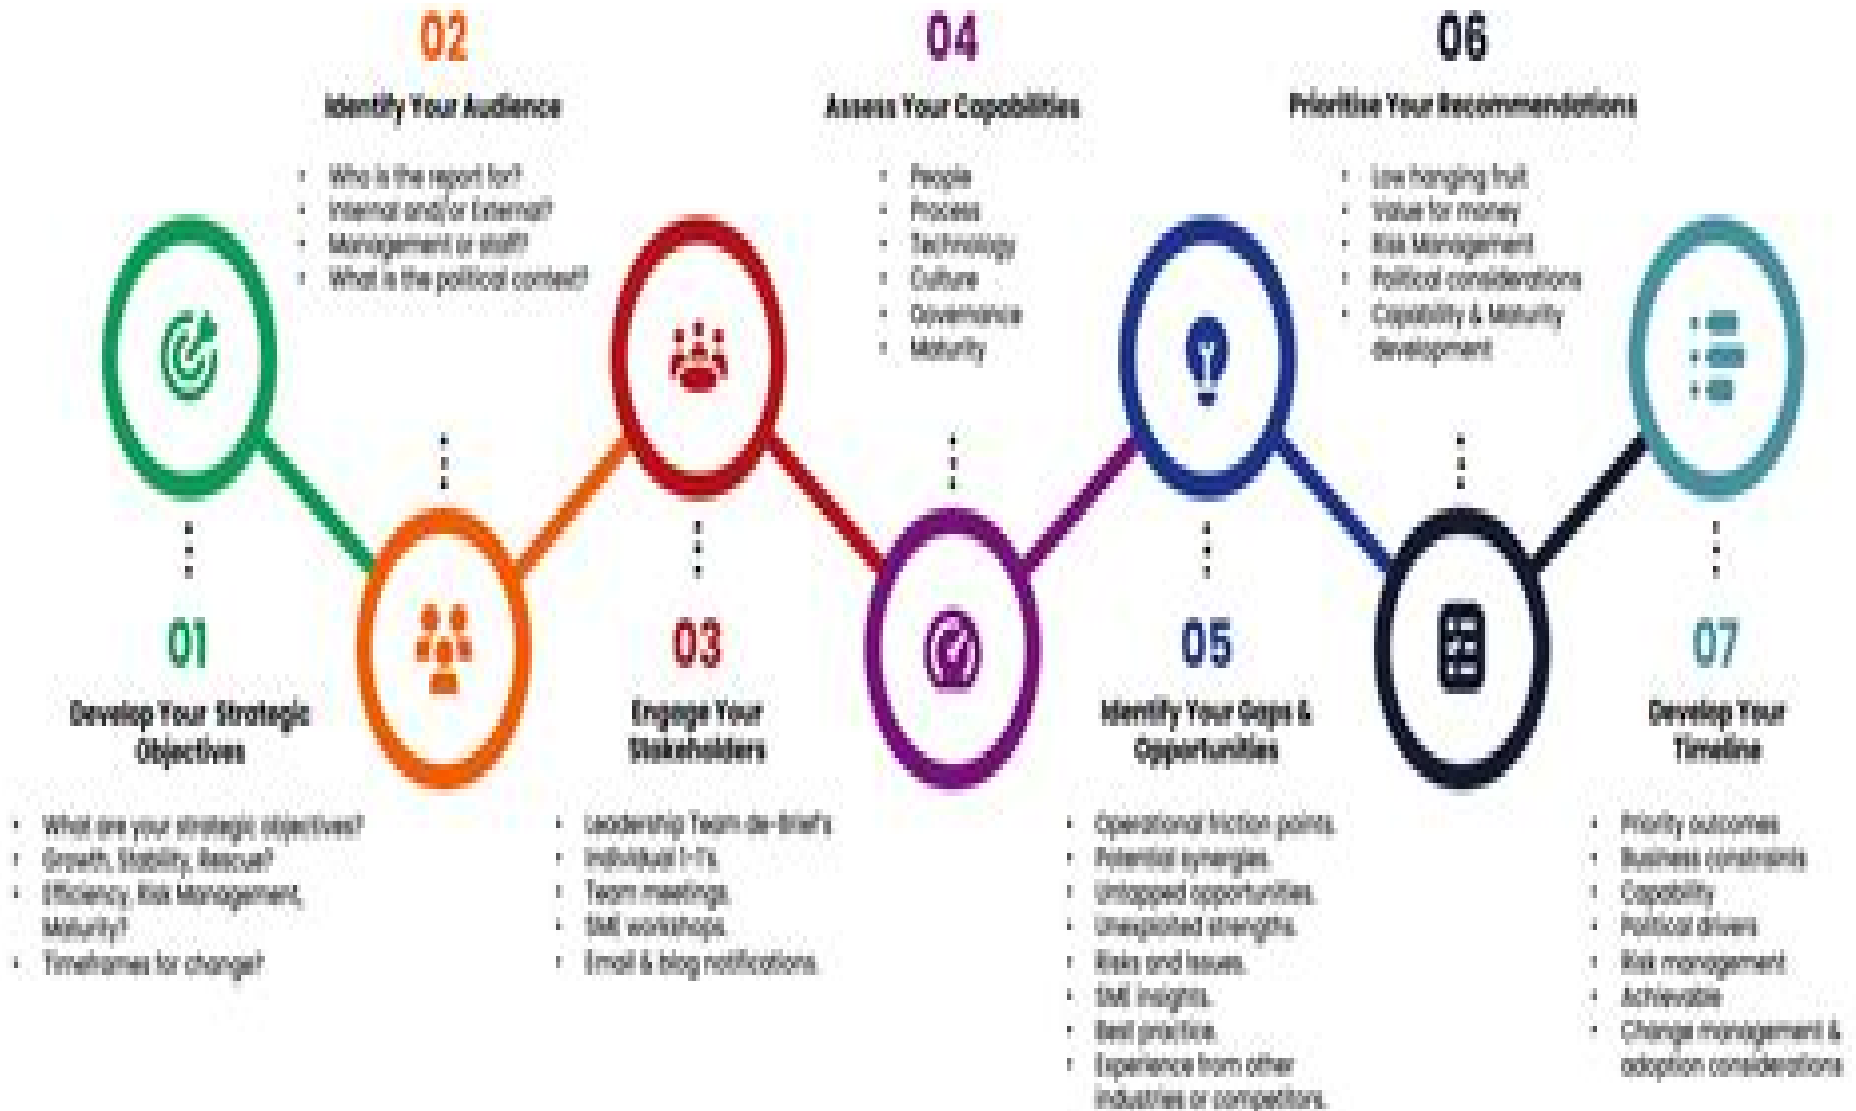 01
Develop Your Strategic
Objectives
• What are your strategic objectives?
• Growth, Stability, Rescue?
• Efficiency, Risk Management,
Maturity?
• Timeframes for change?
02
Identify Your Audience
• Who is the report for?
• Internal and/or External?
• Management or staff?
• What is the political context?
03
Engage Your
Stakeholders
• Leadership Team de-Brief's
• Individual 1-1's.
• Team meetings.
• SME workshops.
• Email & blog notifications.
04
Assess Your Capabilities
• People
• Process
• Technology
• Culture
• Governance
• Maturity
05
Identify Your Gaps &
Opportunities
• Operational friction points.
• Potential synergies.
• Untapped opportunities.
• Unexploited strengths.
• Risks and Issues.
• SME insights.
• Best practice.
• Experience from other
industries or competitors.
06
Prioritise Your Recommendations
• Low hanging fruit
• Value for money
• Risk Management
• Political considerations
• Capability & Maturity
development
07
Develop Your
Timeline
• Priority outcomes
• Business constraints
• Capability
• Political drivers
• Risk management
• Achievable
• Change management &
adoption considerations